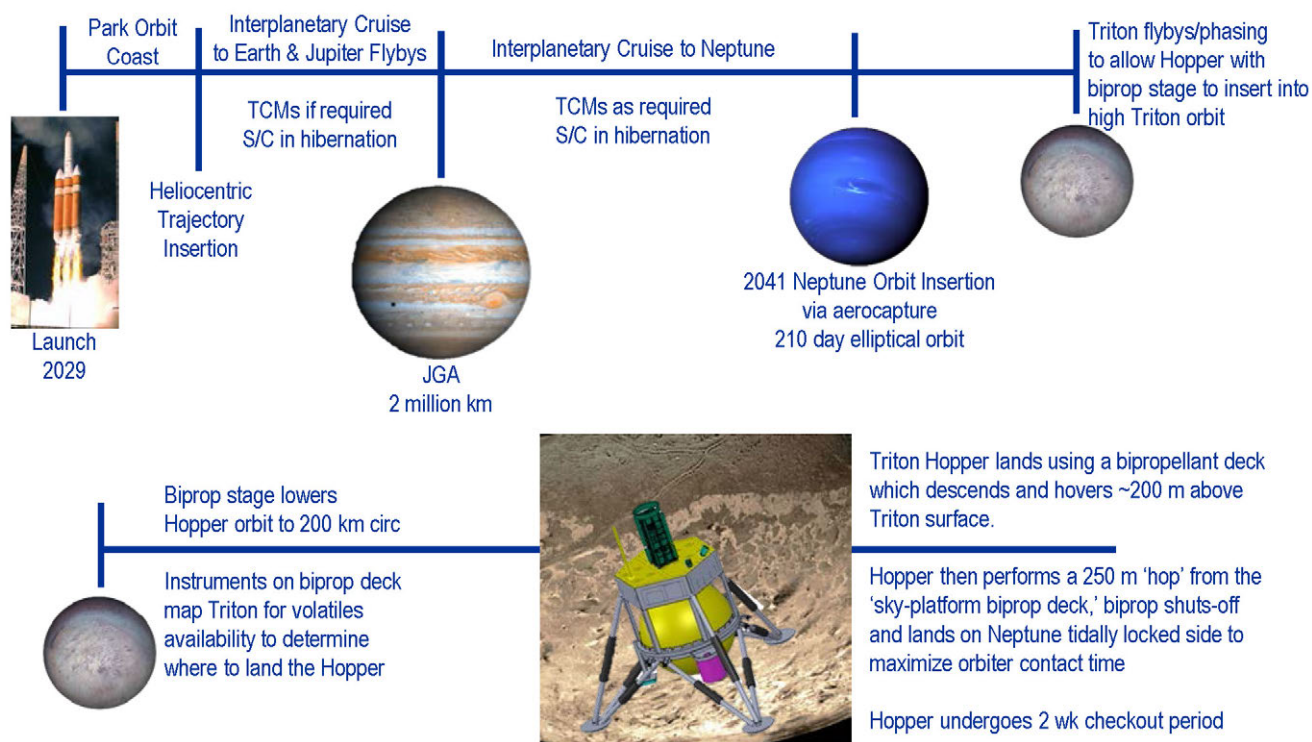 Park Orbit
Coast
Interplanetary Cruise
to Earth & Jupiter Flybys
Interplanetary Cruise to Neptune
Triton flybys/phasing
to allow Hopper with
biprop stage to insert into
high Triton orbit
TCMs if required
S/C in hibernation
TCMs as required
S/C in hibernation
Heliocentric
Trajectory
Insertion
Launch
2029
JGA
2 million km
2041 Neptune Orbit Insertion
via aerocapture
210 day elliptical orbit
Biprop stage lowers
Hopper orbit to 200 km circ
Instruments on biprop deck
map Triton for volatiles
availability to determine
where to land the Hopper
Triton Hopper lands using a bipropellant deck
which descends and hovers ~200 m above
Triton surface.
Hopper then performs a 250 m ‘hop’ from the
‘sky-platform biprop deck,’ biprop shuts-off
and lands on Neptune tidally locked side to
maximize orbiter contact time
Hopper undergoes 2 wk checkout period